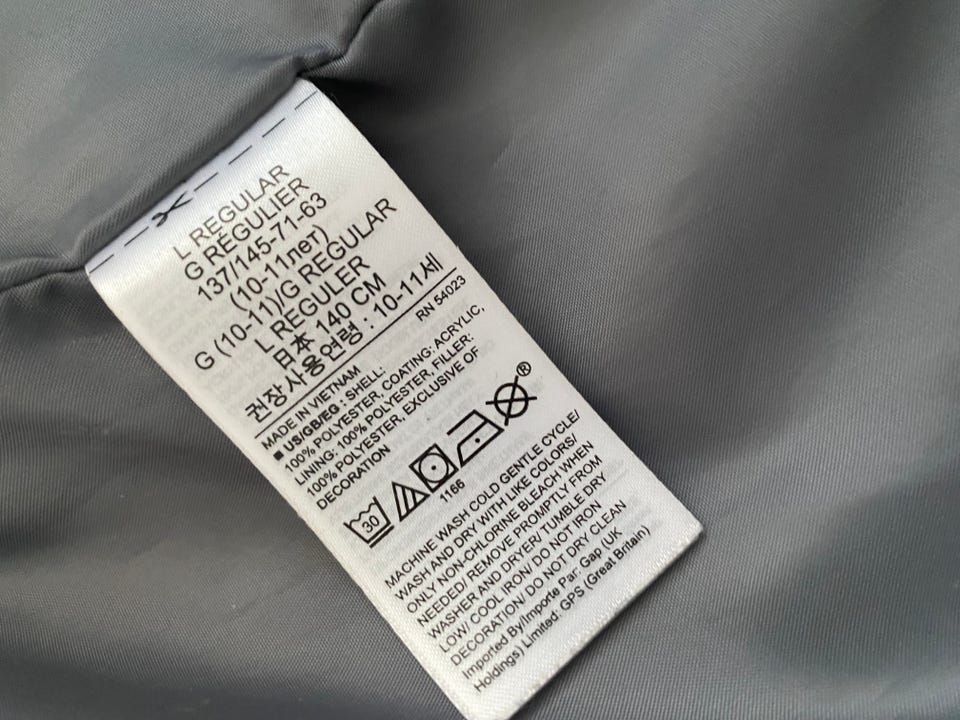 L REGULAR
G RÉGULIER
137/145-71-63
(10-11лет)
G (10-11)/G REGULAR
L REGULER
日本 140 CM
권장사용연령 : 10-11세
RN 54023
MADE IN VIETNAM
■ US/GB/EG : SHELL:
100% POLYESTER, COATING: ACRYLIC,
LINING: 100% POLYESTER, FILLER:
100% POLYESTER, EXCLUSIVE OF
DECORATION
30
®
1166
MACHINE WASH COLD GENTLE CYCLE/
WASH AND DRY WITH LIKE COLORS/
ONLY NON-CHLORINE BLEACH WHEN
NEEDED/ REMOVE PROMPTLY FROM
WASHER AND DRYER/ TUMBLE DRY
LOW/ COOL IRON/ DO NOT IRON
DECORATION/ DO NOT DRY CLEAN
Imported By/Importe Par: Gap (UK
Holdings) Limited: GPS (Great Britain)